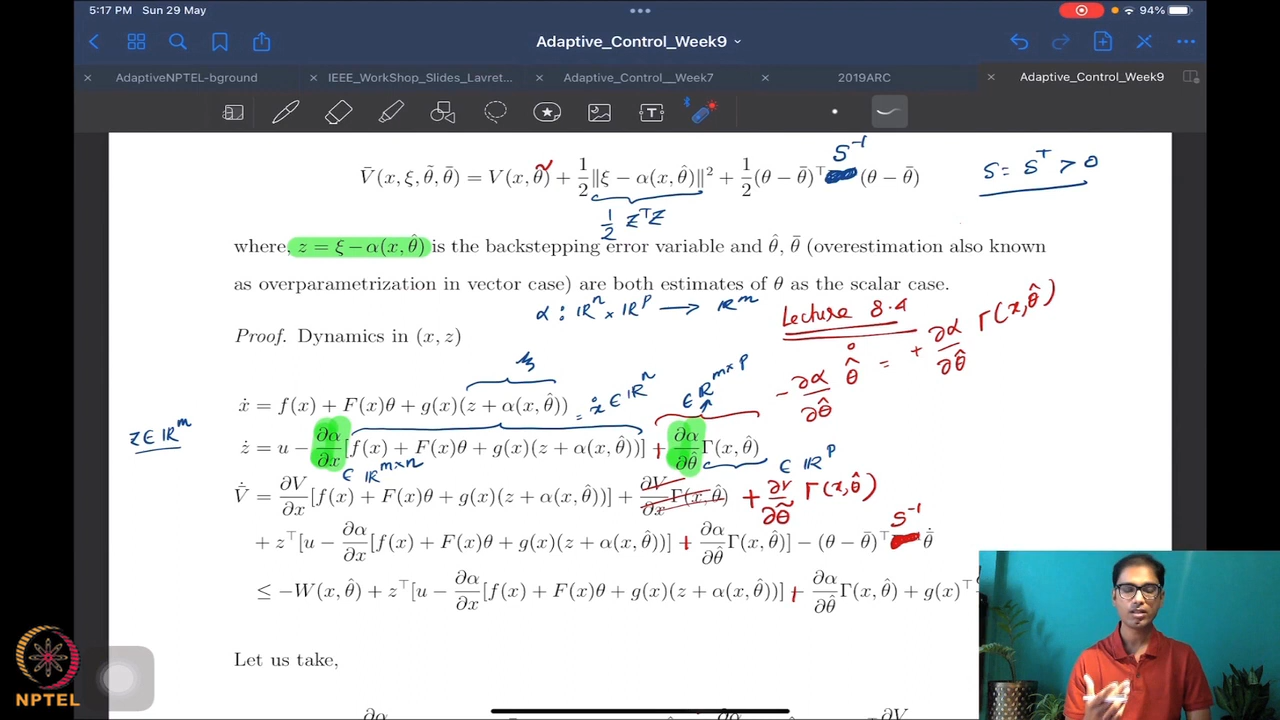 5:17 PM Sun 29 May
94%
Adaptive_Control_Week9
AdaptiveNPTEL-bground
IEEE_WorkShop_Slides_Lavret...
Adaptive_Control__Week7
2019ARC
Adaptive_Control_Week9
S⁻¹
S = Sᵀ > 0
V̄(x, ξ, θ̃, θ̄) = V(x, θ̃) + 1/2‖ξ − α(x, θ̂)‖² + 1/2(θ − θ̄)ᵀ S⁻¹ (θ − θ̄)
1/2 zᵀz
where, z = ξ − α(x, θ̂) is the backstepping error variable and θ̂, θ̄ (overestimation also known
as overparametrization in vector case) are both estimates of θ as the scalar case.
α : ℝⁿ × ℝᵖ → ℝᵐ
Lecture 8.4
Proof. Dynamics in (x, z)
− ∂α/∂θ̂ θ̂̇ = + ∂α/∂θ̂ Γ(x, θ̂)
ξ
ẋ = f(x) + F(x)θ + g(x)(z + α(x, θ̂)) = ẋ ∈ ℝⁿ
∈ ℝᵐˣᵖ
z ∈ ℝᵐ
ż = u − ∂α/∂x [f(x) + F(x)θ + g(x)(z + α(x, θ̂))] + ∂α/∂θ̂ Γ(x, θ̂)
∈ ℝᵐˣⁿ
∈ ℝᵖ
V̄̇ = ∂V/∂x [f(x) + F(x)θ + g(x)(z + α(x, θ̂))] + ∂V/∂x Γ(x, θ̂) + ∂V/∂θ̃ Γ(x, θ̂)
+ zᵀ[u − ∂α/∂x [f(x) + F(x)θ + g(x)(z + α(x, θ̂))] + ∂α/∂θ̂ Γ(x, θ̂)] − (θ − θ̄)ᵀ S⁻¹ θ̄̇
≤ −W(x, θ̂) + zᵀ[u − ∂α/∂x [f(x) + F(x)θ + g(x)(z + α(x, θ̂))] + ∂α/∂θ̂ Γ(x, θ̂) + g(x)ᵀ
Let us take,
NPTEL